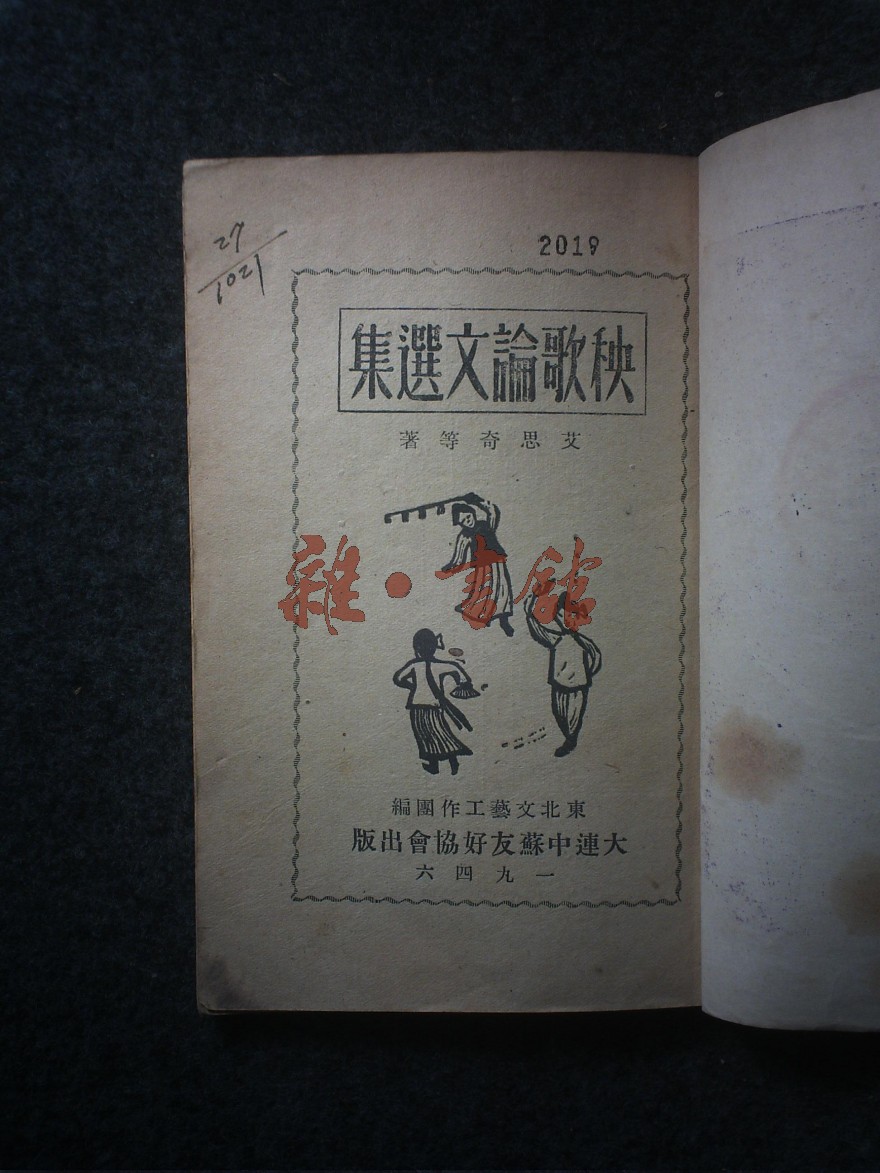 27
1021
2019
秧歌論文選集
艾思奇等著
雜·書館
東北文藝工作團編
大連中蘇友好協會出版
一九四六